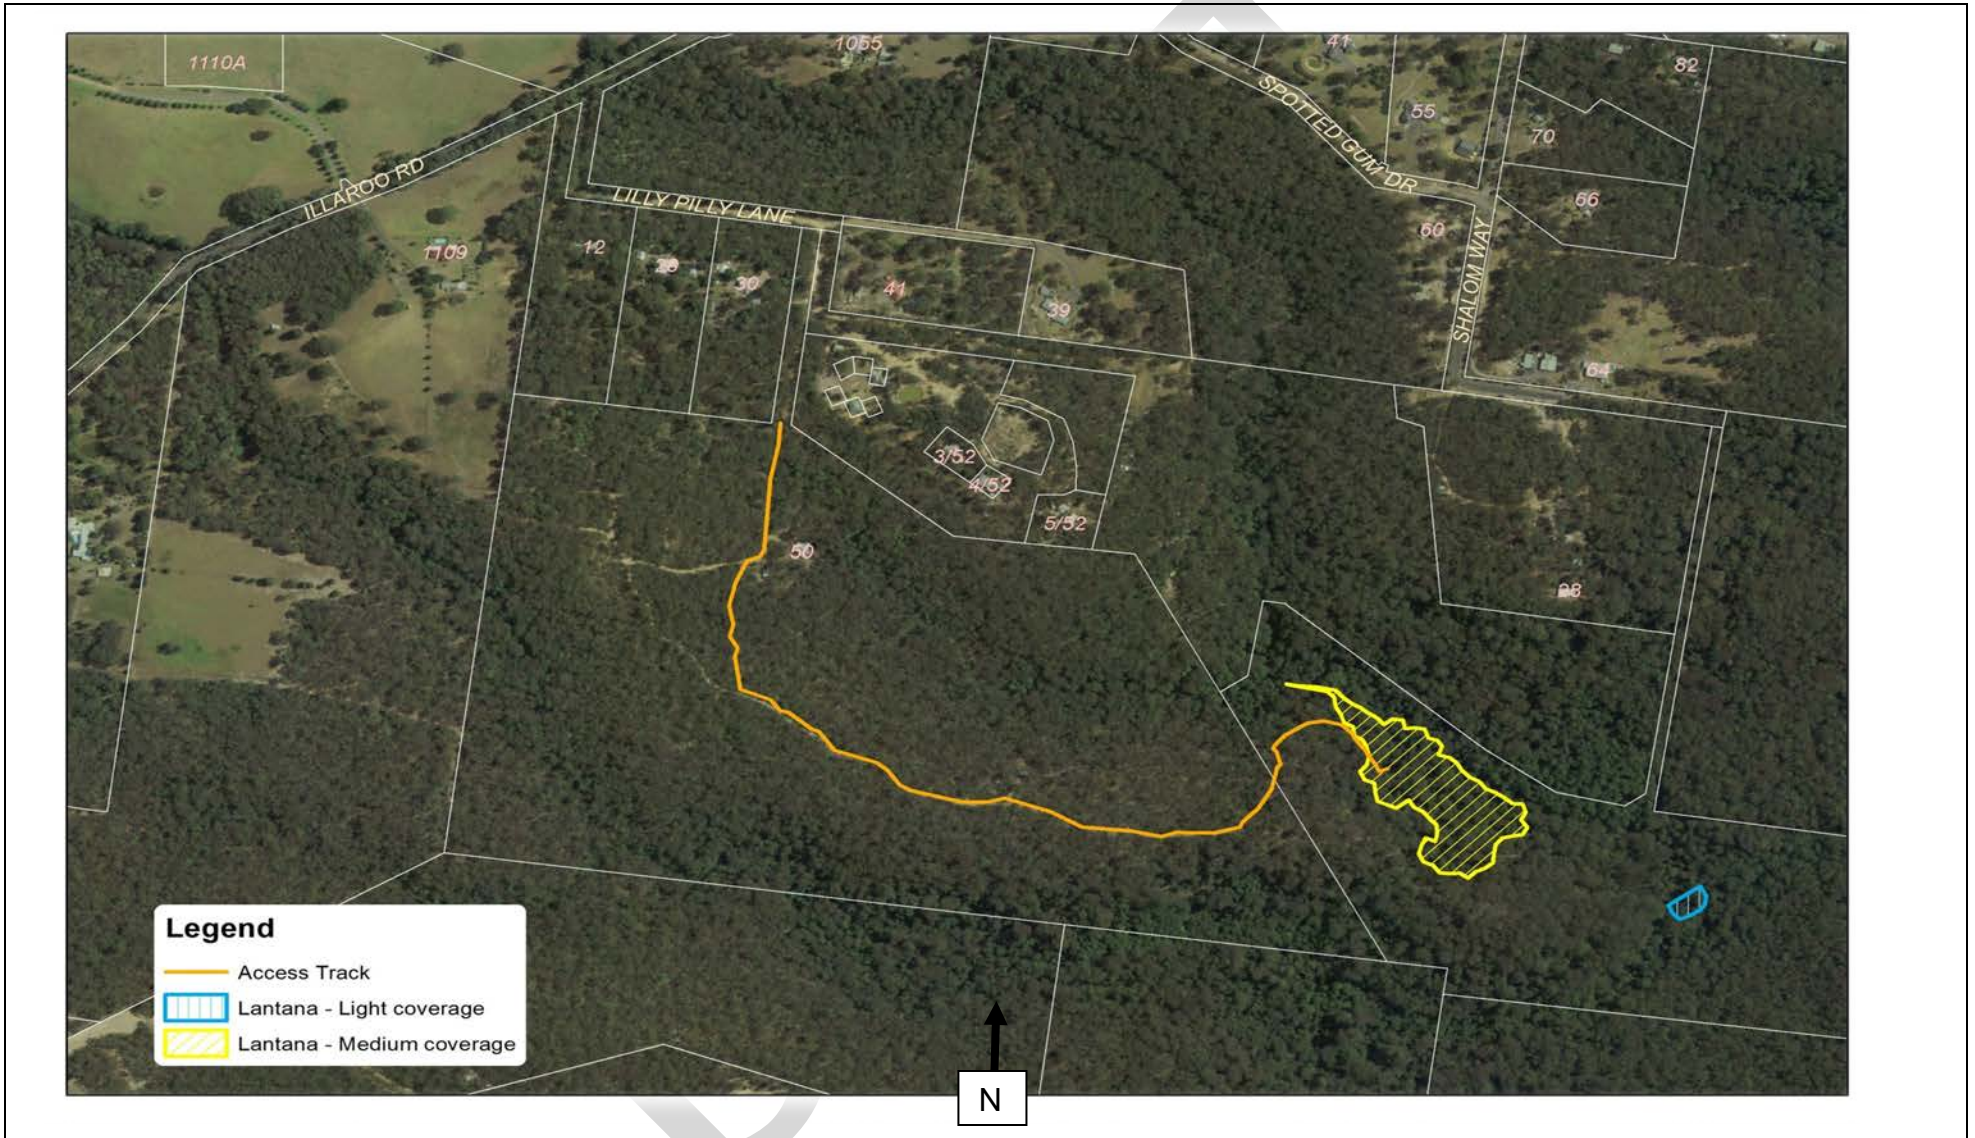 1110A
1055
41
82
SPOTTED GUM DR
55
70
ILLAROO RD
LILLY PILLY LANE
66
1109
12
30
41
39
60
SHALOM WAY
64
3/52
4/52
5/52
50
98
Legend
Access Track
Lantana - Light coverage
Lantana - Medium coverage
N